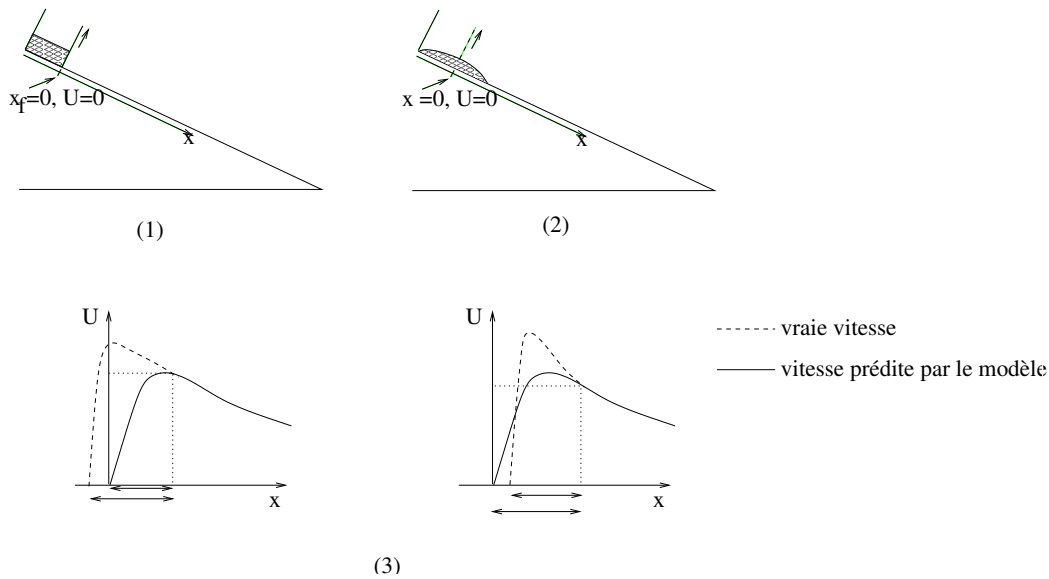 x_f=0, U=0
x
(1)
x =0, U=0
x
(2)
U
x
U
x
vraie vitesse
vitesse prédite par le modèle
(3)